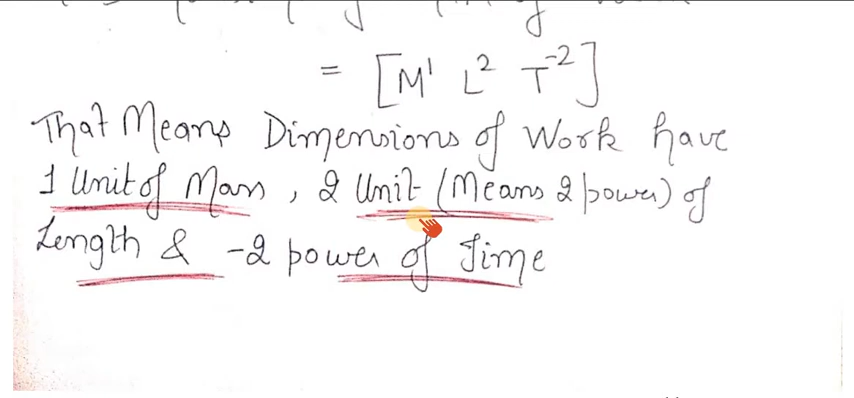 = [M¹ L² T⁻²]
That Means Dimensions of Work have
1 Unit of Mass, 2 Unit (Means 2 power) of
Length & -2 power of Time